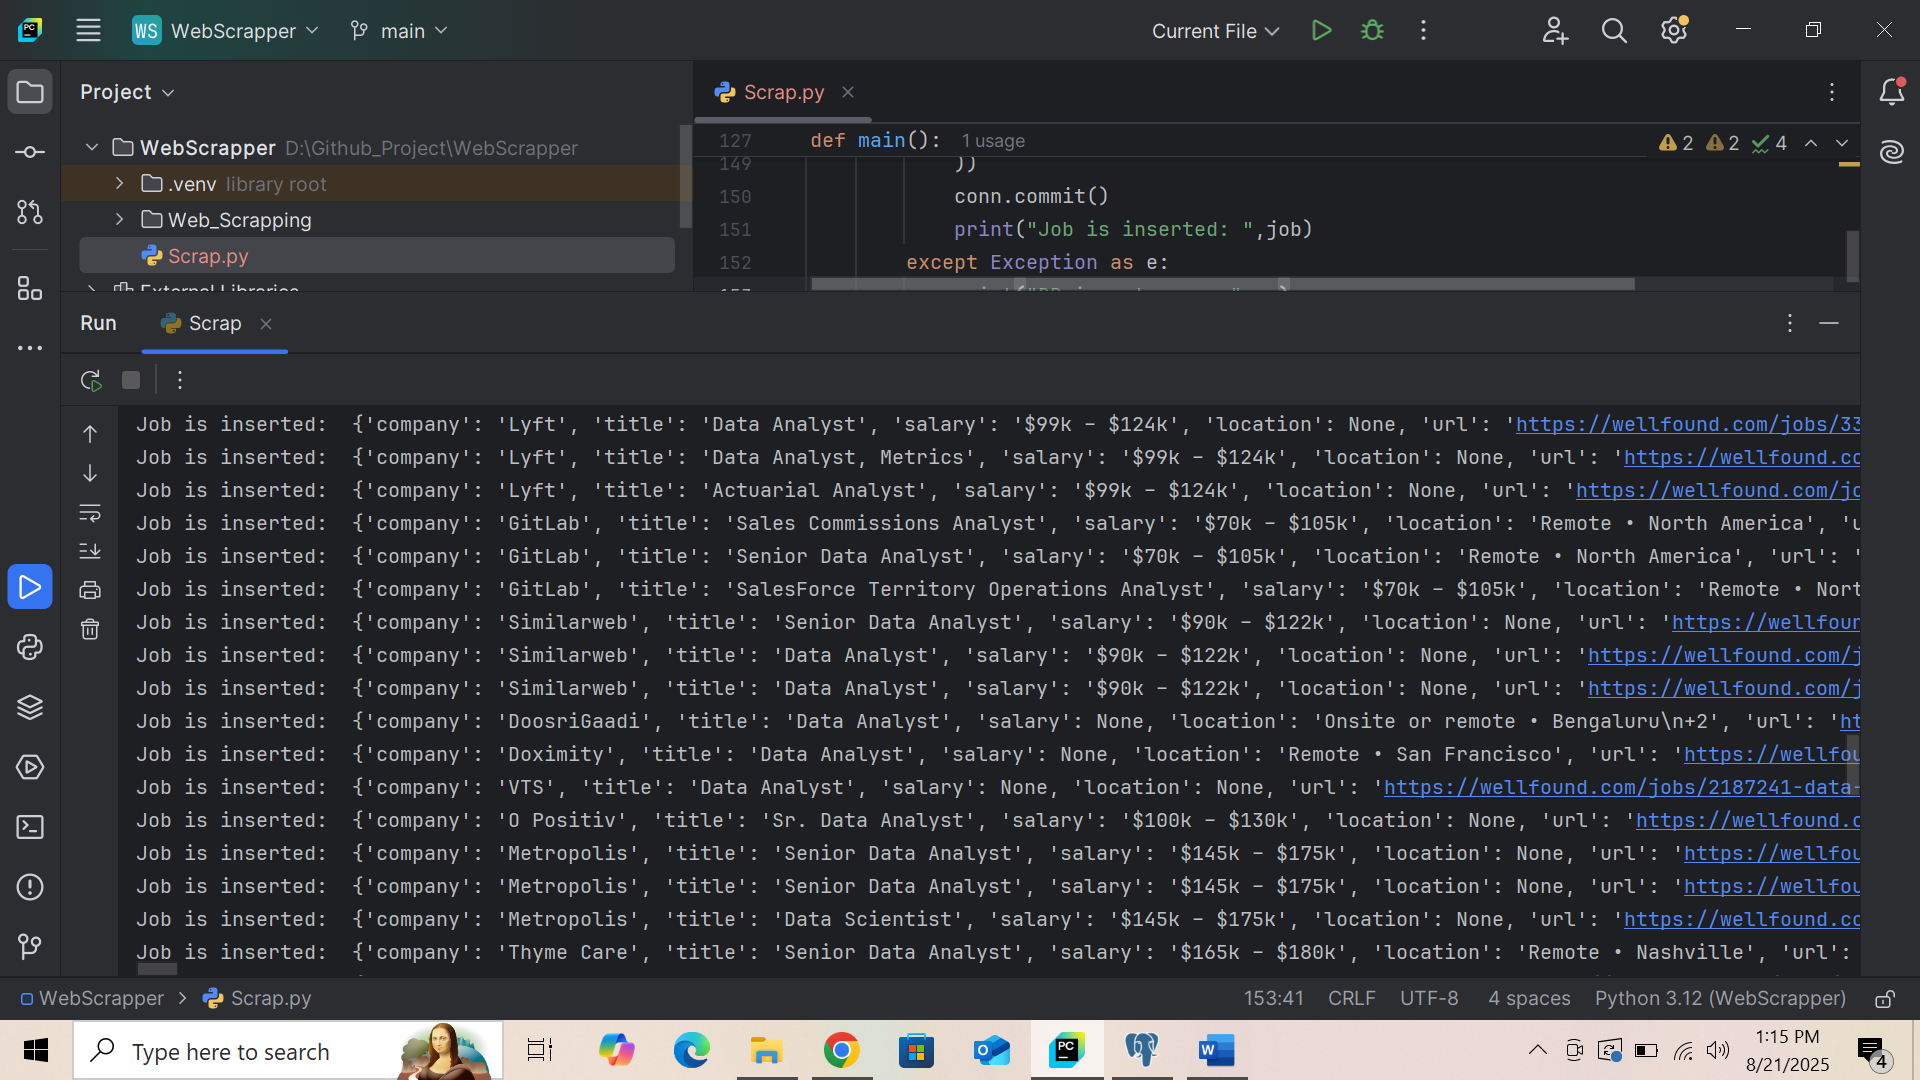 WS WebScrapper main Current File
Project
Scrap.py
WebScrapper D:\Github_Project\WebScrapper
.venv library root
Web_Scrapping
Scrap.py
External Libraries
127 def main(): 1 usage
2 2 4
149 ))
150 conn.commit()
151 print("Job is inserted: ",job)
152 except Exception as e:
Run Scrap
Job is inserted:  {'company': 'Lyft', 'title': 'Data Analyst', 'salary': '$99k – $124k', 'location': None, 'url': 'https://wellfound.com/jobs/33
Job is inserted:  {'company': 'Lyft', 'title': 'Data Analyst, Metrics', 'salary': '$99k – $124k', 'location': None, 'url': 'https://wellfound.co
Job is inserted:  {'company': 'Lyft', 'title': 'Actuarial Analyst', 'salary': '$99k – $124k', 'location': None, 'url': 'https://wellfound.com/jo
Job is inserted:  {'company': 'GitLab', 'title': 'Sales Commissions Analyst', 'salary': '$70k – $105k', 'location': 'Remote • North America', 'u
Job is inserted:  {'company': 'GitLab', 'title': 'Senior Data Analyst', 'salary': '$70k – $105k', 'location': 'Remote • North America', 'url': '
Job is inserted:  {'company': 'GitLab', 'title': 'SalesForce Territory Operations Analyst', 'salary': '$70k – $105k', 'location': 'Remote • Nort
Job is inserted:  {'company': 'Similarweb', 'title': 'Senior Data Analyst', 'salary': '$90k – $122k', 'location': None, 'url': 'https://wellfoun
Job is inserted:  {'company': 'Similarweb', 'title': 'Data Analyst', 'salary': '$90k – $122k', 'location': None, 'url': 'https://wellfound.com/j
Job is inserted:  {'company': 'Similarweb', 'title': 'Data Analyst', 'salary': '$90k – $122k', 'location': None, 'url': 'https://wellfound.com/j
Job is inserted:  {'company': 'DoosriGaadi', 'title': 'Data Analyst', 'salary': None, 'location': 'Onsite or remote • Bengaluru\n+2', 'url': 'ht
Job is inserted:  {'company': 'Doximity', 'title': 'Data Analyst', 'salary': None, 'location': 'Remote • San Francisco', 'url': 'https://wellfou
Job is inserted:  {'company': 'VTS', 'title': 'Data Analyst', 'salary': None, 'location': None, 'url': 'https://wellfound.com/jobs/2187241-data-
Job is inserted:  {'company': 'O Positiv', 'title': 'Sr. Data Analyst', 'salary': '$100k – $130k', 'location': None, 'url': 'https://wellfound.c
Job is inserted:  {'company': 'Metropolis', 'title': 'Senior Data Analyst', 'salary': '$145k – $175k', 'location': None, 'url': 'https://wellfou
Job is inserted:  {'company': 'Metropolis', 'title': 'Senior Data Analyst', 'salary': '$145k – $175k', 'location': None, 'url': 'https://wellfou
Job is inserted:  {'company': 'Metropolis', 'title': 'Data Scientist', 'salary': '$145k – $175k', 'location': None, 'url': 'https://wellfound.co
Job is inserted:  {'company': 'Thyme Care', 'title': 'Senior Data Analyst', 'salary': '$165k – $180k', 'location': 'Remote • Nashville', 'url':
WebScrapper > Scrap.py 153:41 CRLF UTF-8 4 spaces Python 3.12 (WebScrapper)
Type here to search
1:15 PM
8/21/2025
4